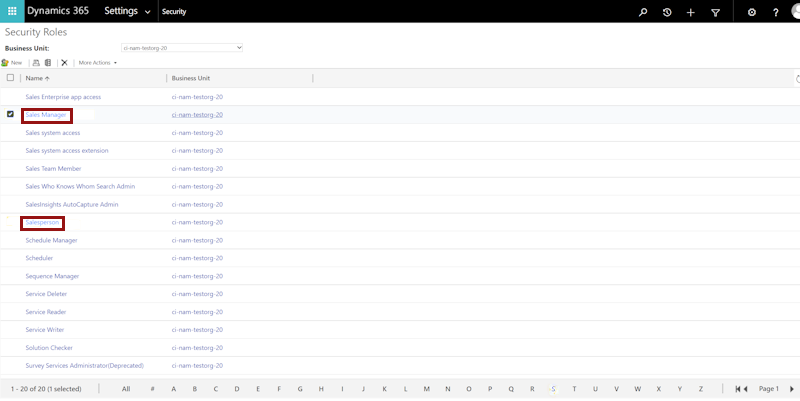 Dynamics 365 Settings Security ?
Security Roles
Business Unit: ci-nam-testorg-20
New More Actions
Name Business Unit
Sales Enterprise app access ci-nam-testorg-20
Sales Manager ci-nam-testorg-20
Sales system access ci-nam-testorg-20
Sales system access extension ci-nam-testorg-20
Sales Team Member ci-nam-testorg-20
Sales Who Knows Whom Search Admin ci-nam-testorg-20
SalesInsights AutoCapture Admin ci-nam-testorg-20
Salesperson ci-nam-testorg-20
Schedule Manager ci-nam-testorg-20
Scheduler ci-nam-testorg-20
Sequence Manager ci-nam-testorg-20
Service Deleter ci-nam-testorg-20
Service Reader ci-nam-testorg-20
Service Writer ci-nam-testorg-20
Solution Checker ci-nam-testorg-20
Survey Services Administrator(Deprecated) ci-nam-testorg-20
1 - 20 of 20 (1 selected) All # A B C D E F G H I J K L M N O P Q R S T U V W X Y Z Page 1